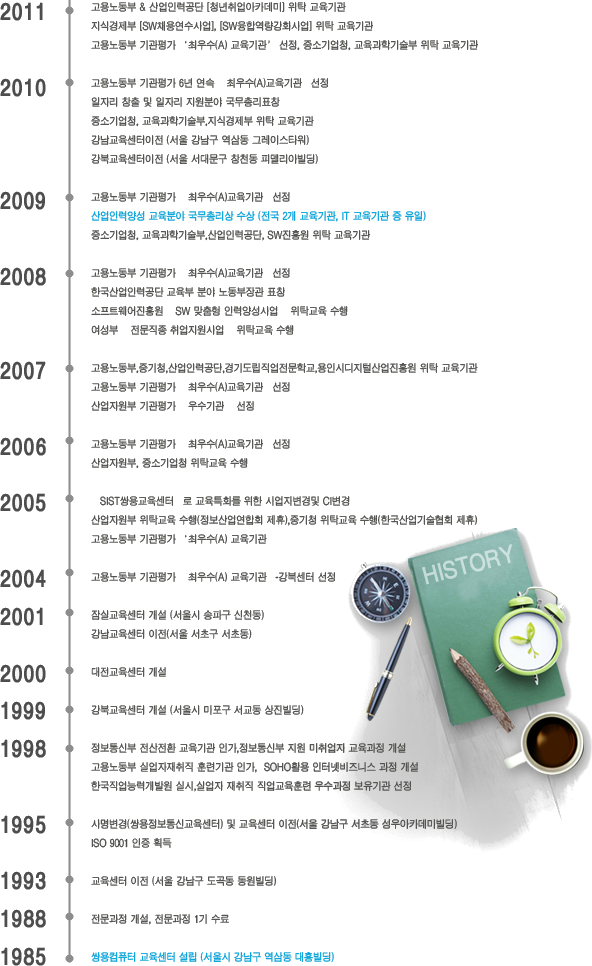 2011
고용노동부 & 산업인력공단 [청년취업아카데미] 위탁 교육기관
지식경제부 [SW채용연수사업], [SW융합역량강화사업] 위탁 교육기관
고용노동부 기관평가 ‘최우수(A) 교육기관’ 선정, 중소기업청, 교육과학기술부 위탁 교육기관
2010
고용노동부 기관평가 6년 연속 최우수(A)교육기관 선정
일자리 창출 및 일자리 지원분야 국무총리표창
중소기업청, 교육과학기술부,지식경제부 위탁 교육기관
강남교육센터이전 (서울 강남구 역삼동 그레이스타워)
강북교육센터이전 (서울 서대문구 창천동 피델리아빌딩)
2009
고용노동부 기관평가 최우수(A)교육기관 선정
산업인력양성 교육분야 국무총리상 수상 (전국 2개 교육기관, IT 교육기관 중 유일)
중소기업청, 교육과학기술부,산업인력공단, SW진흥원 위탁 교육기관
2008
고용노동부 기관평가 최우수(A)교육기관 선정
한국산업인력공단 교육부 분야 노동부장관 표창
소프트웨어진흥원 SW 맞춤형 인력양성사업 위탁교육 수행
여성부 전문직종 취업지원사업 위탁교육 수행
2007
고용노동부,중기청,산업인력공단,경기도립직업전문학교,용인시디지털산업진흥원 위탁 교육기관
고용노동부 기관평가 최우수(A)교육기관 선정
산업자원부 기관평가 우수기관 선정
2006
고용노동부 기관평가 최우수(A)교육기관 선정
산업자원부, 중소기업청 위탁교육 수행
2005
SIST쌍용교육센터 로 교육특화를 위한 사업지변경및 CI변경
산업자원부 위탁교육 수행(정보산업연합회 제휴),중기청 위탁교육 수행(한국산업기술협회 제휴)
고용노동부 기관평가 ‘최우수(A) 교육기관
2004
고용노동부 기관평가 최우수(A) 교육기관 -강북센터 선정
HISTORY
2001
잠실교육센터 개설 (서울시 송파구 신천동)
강남교육센터 이전(서울 서초구 서초동)
2000
대전교육센터 개설
1999
강북교육센터 개설 (서울시 마포구 서교동 상진빌딩)
1998
정보통신부 전산전환 교육기관 인가,정보통신부 지원 미취업자 교육과정 개설
고용노동부 실업자재취직 훈련기관 인가, SOHO활용 인터넷비즈니스 과정 개설
한국직업능력개발원 실시,실업자 재취직 직업교육훈련 우수과정 보유기관 선정
1995
사명변경(쌍용정보통신교육센터) 및 교육센터 이전(서울 강남구 서초동 성우아카데미빌딩)
ISO 9001 인증 획득
1993
교육센터 이전 (서울 강남구 도곡동 동원빌딩)
1988
전문과정 개설, 전문과정 1기 수료
1985
쌍용컴퓨터 교육센터 설립 (서울시 강남구 역삼동 대흥빌딩)